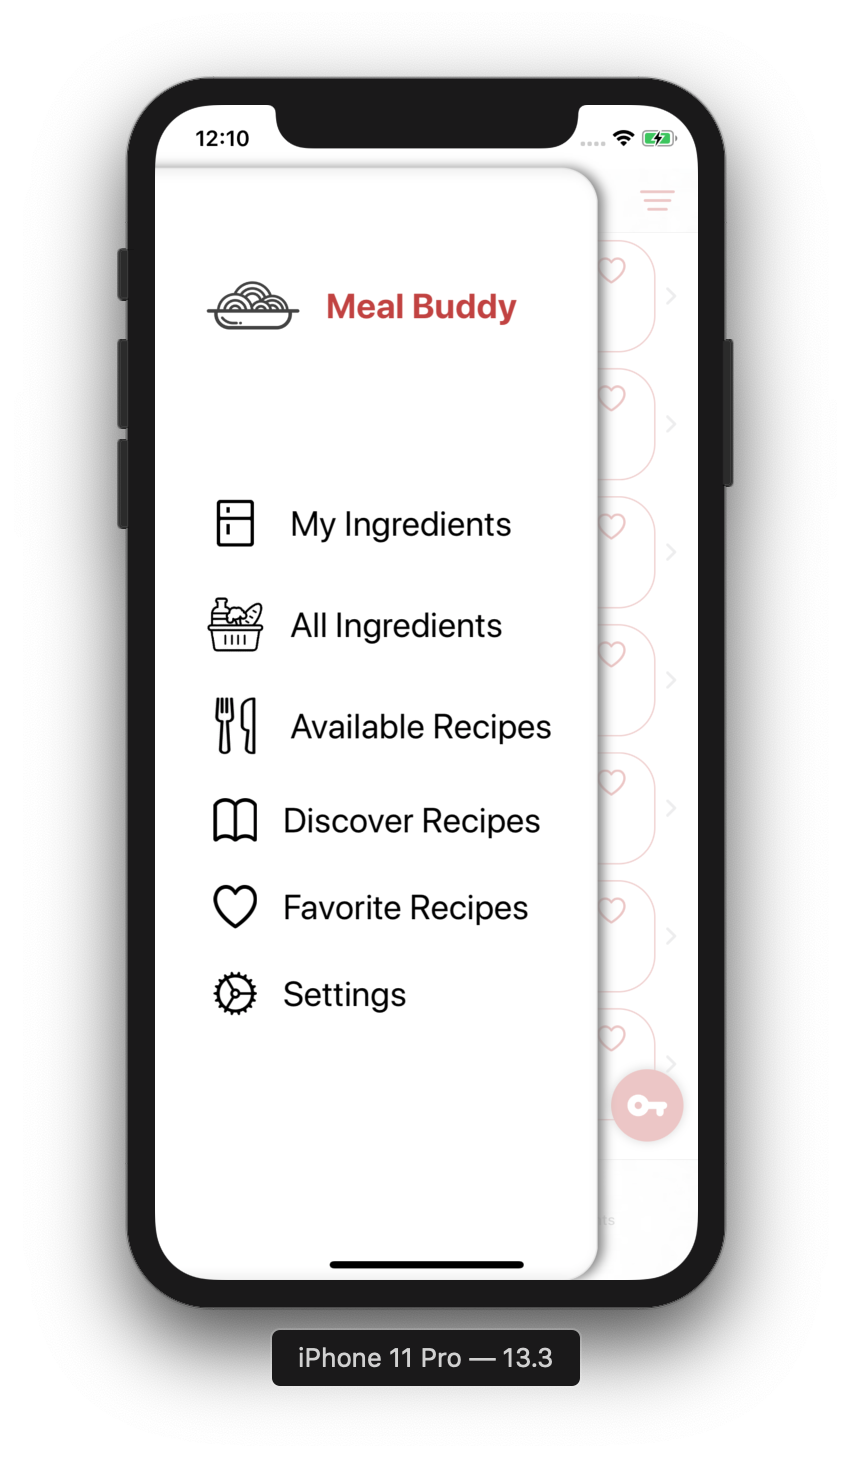 12:10
Meal Buddy
My Ingredients
All Ingredients
Available Recipes
Discover Recipes
Favorite Recipes
Settings
iPhone 11 Pro — 13.3